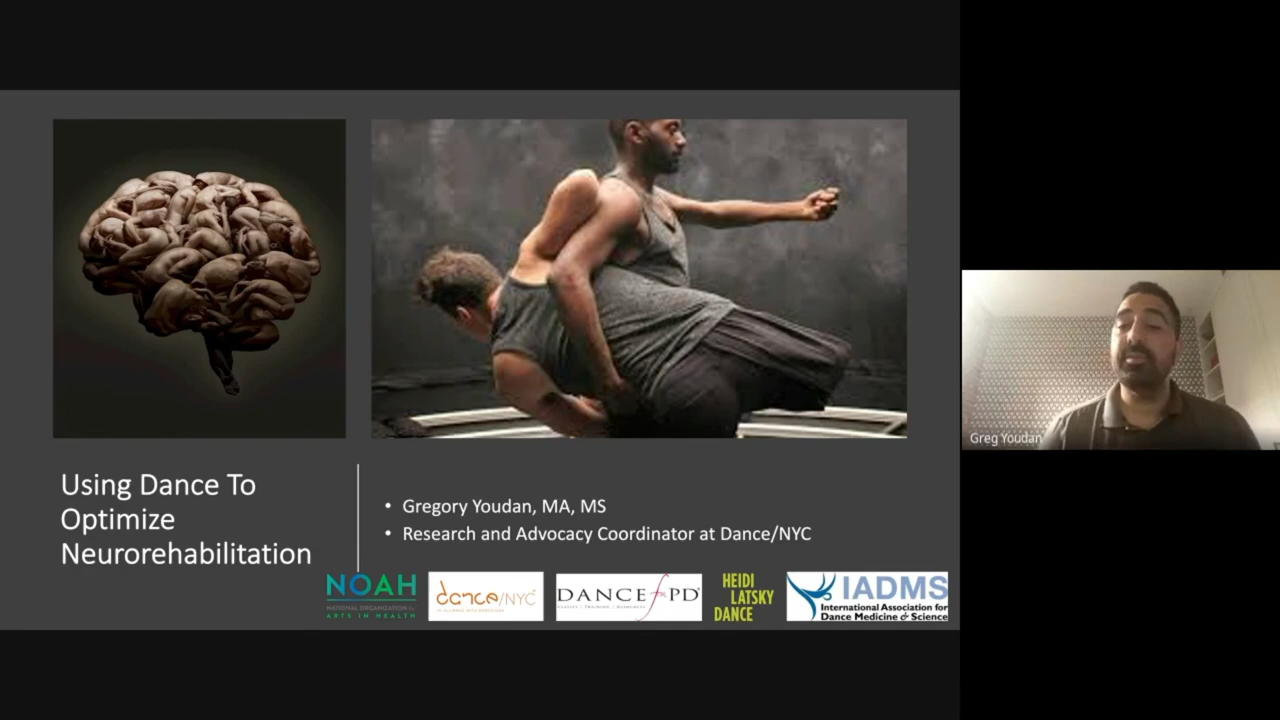 Using Dance To
Optimize
Neurorehabilitation
• Gregory Youdan, MA, MS
• Research and Advocacy Coordinator at Dance/NYC
NOAH
NATIONAL ORGANIZATION for
ARTS IN HEALTH
dance/NYC
DANCE for PD
HEIDI
LATSKY
DANCE
IADMS
International Association for
Dance Medicine & Science
Greg Youdan